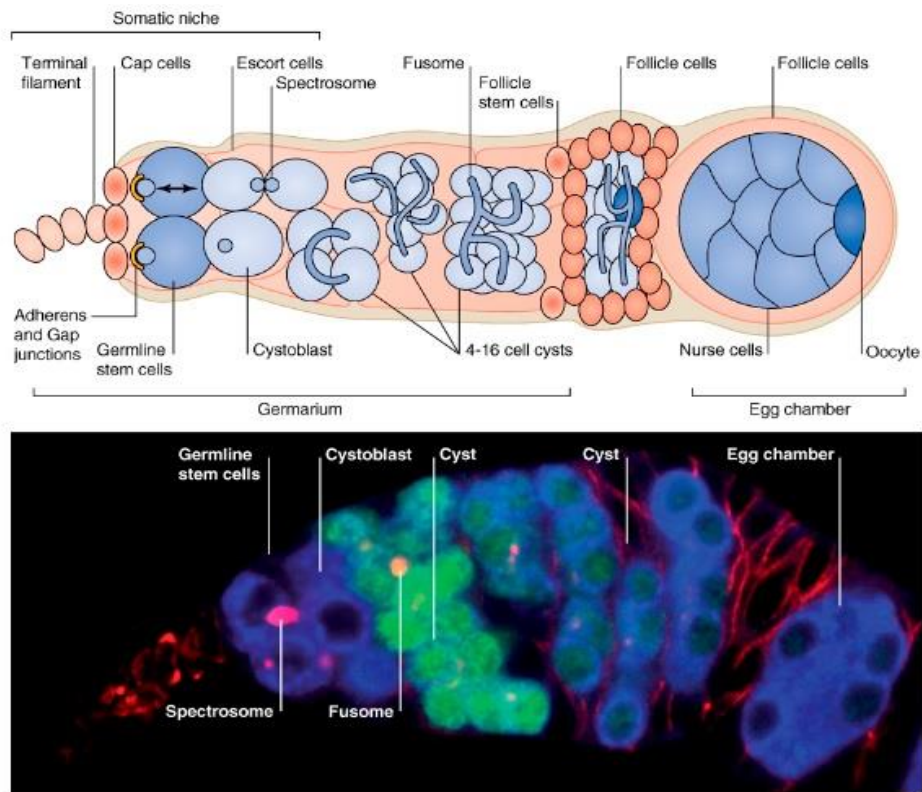 Somatic niche
Terminal
filament
Cap cells
Escort cells
Spectrosome
Fusome
Follicle
stem cells
Follicle cells
Follicle cells
Adherens
and Gap
junctions
Germline
stem cells
Cystoblast
4-16 cell cysts
Nurse cells
Oocyte
Germarium
Egg chamber
Germline
stem cells
Cystoblast
Cyst
Cyst
Egg chamber
Spectrosome
Fusome